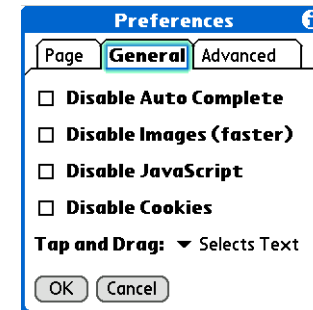 Preferences
Page General Advanced
Disable Auto Complete
Disable Images (faster)
Disable JavaScript
Disable Cookies
Tap and Drag: Selects Text
OK Cancel